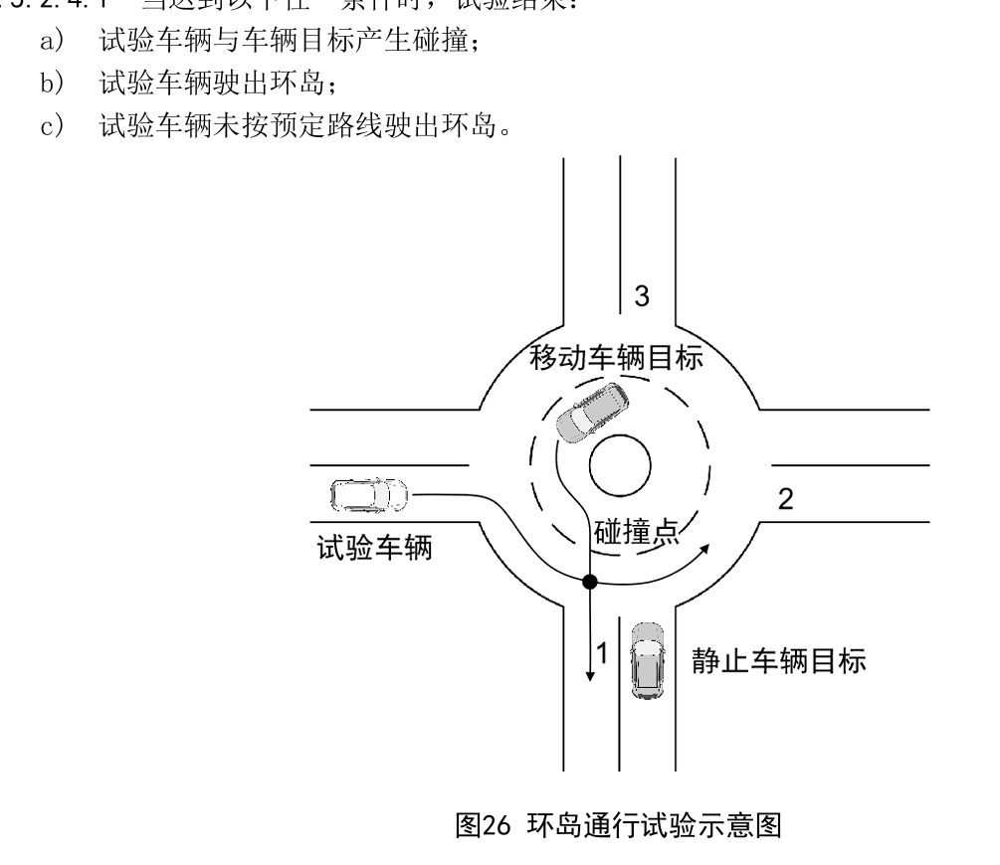 a) 试验车辆与车辆目标产生碰撞；
b) 试验车辆驶出环岛；
c) 试验车辆未按预定路线驶出环岛。
3
移动车辆目标
2
碰撞点
试验车辆
1
静止车辆目标
图26 环岛通行试验示意图